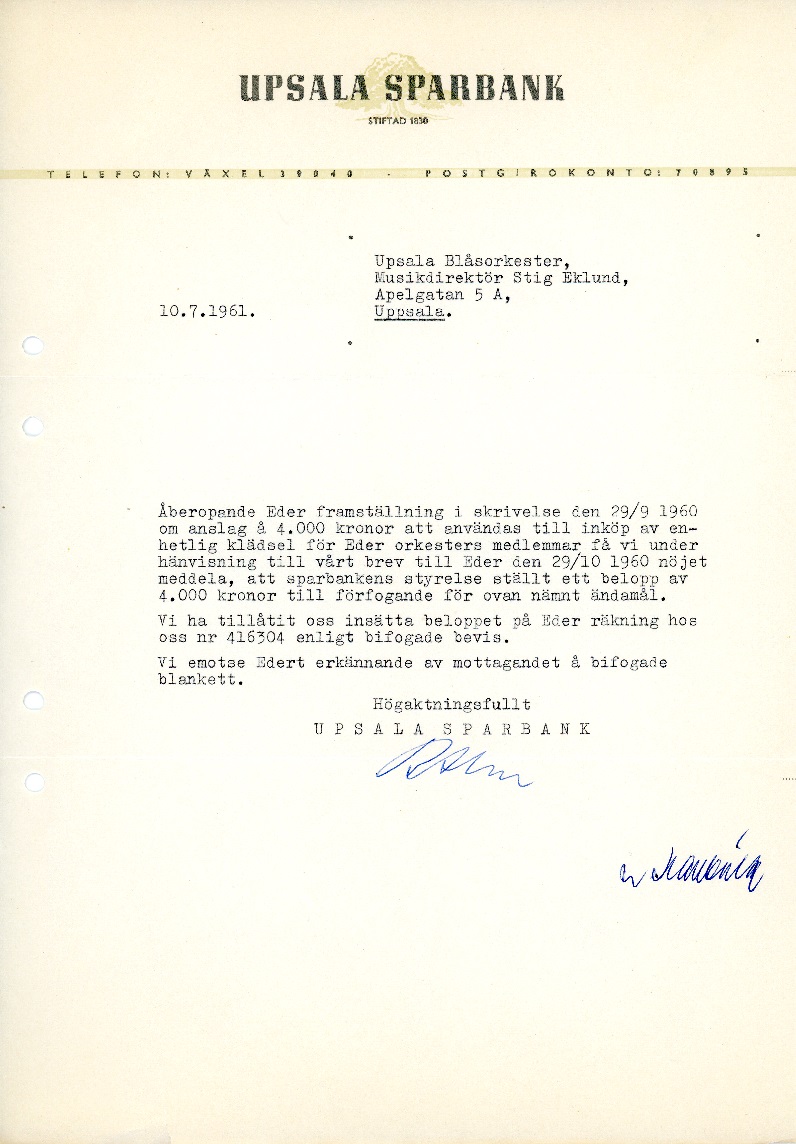 UPSALA SPARBANK
STIFTAD 1830
TELEFON: VÄXEL 39040 - POSTGIROKONTO: 70895
Upsala Blåsorkester,
Musikdirektör Stig Eklund,
Apelgatan 5 A,
10.7.1961. Uppsala.
Åberopande Eder framställning i skrivelse den 29/9 1960
om anslag å 4.000 kronor att användas till inköp av en-
hetlig klädsel för Eder orkesters medlemmar få vi under
hänvisning till vårt brev till Eder den 29/10 1960 nöjet
meddela, att sparbankens styrelse ställt ett belopp av
4.000 kronor till förfogande för ovan nämnt ändamål.
Vi ha tillåtit oss insätta beloppet på Eder räkning hos
oss nr 416304 enligt bifogade bevis.
Vi emotse Edert erkännande av mottagandet å bifogade
blankett.
Högaktningsfullt
UPSALA SPARBANK